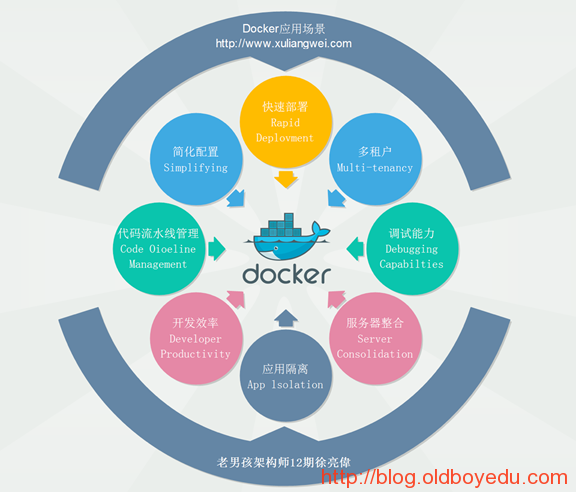 Docker应用场景
http://www.xuliangwei.com
快速部署
Rapid
Deplovment
简化配置
Simplifying
多租户
Multi-tenancy
代码流水线管理
Code Oioeline
Management
调试能力
Debugging
Capabilties
docker
开发效率
Developer
Productivity
服务器整合
Server
Consolidation
应用隔离
App lsolation
老男孩架构师12期徐亮偉
http://blog.oldboyedu.com